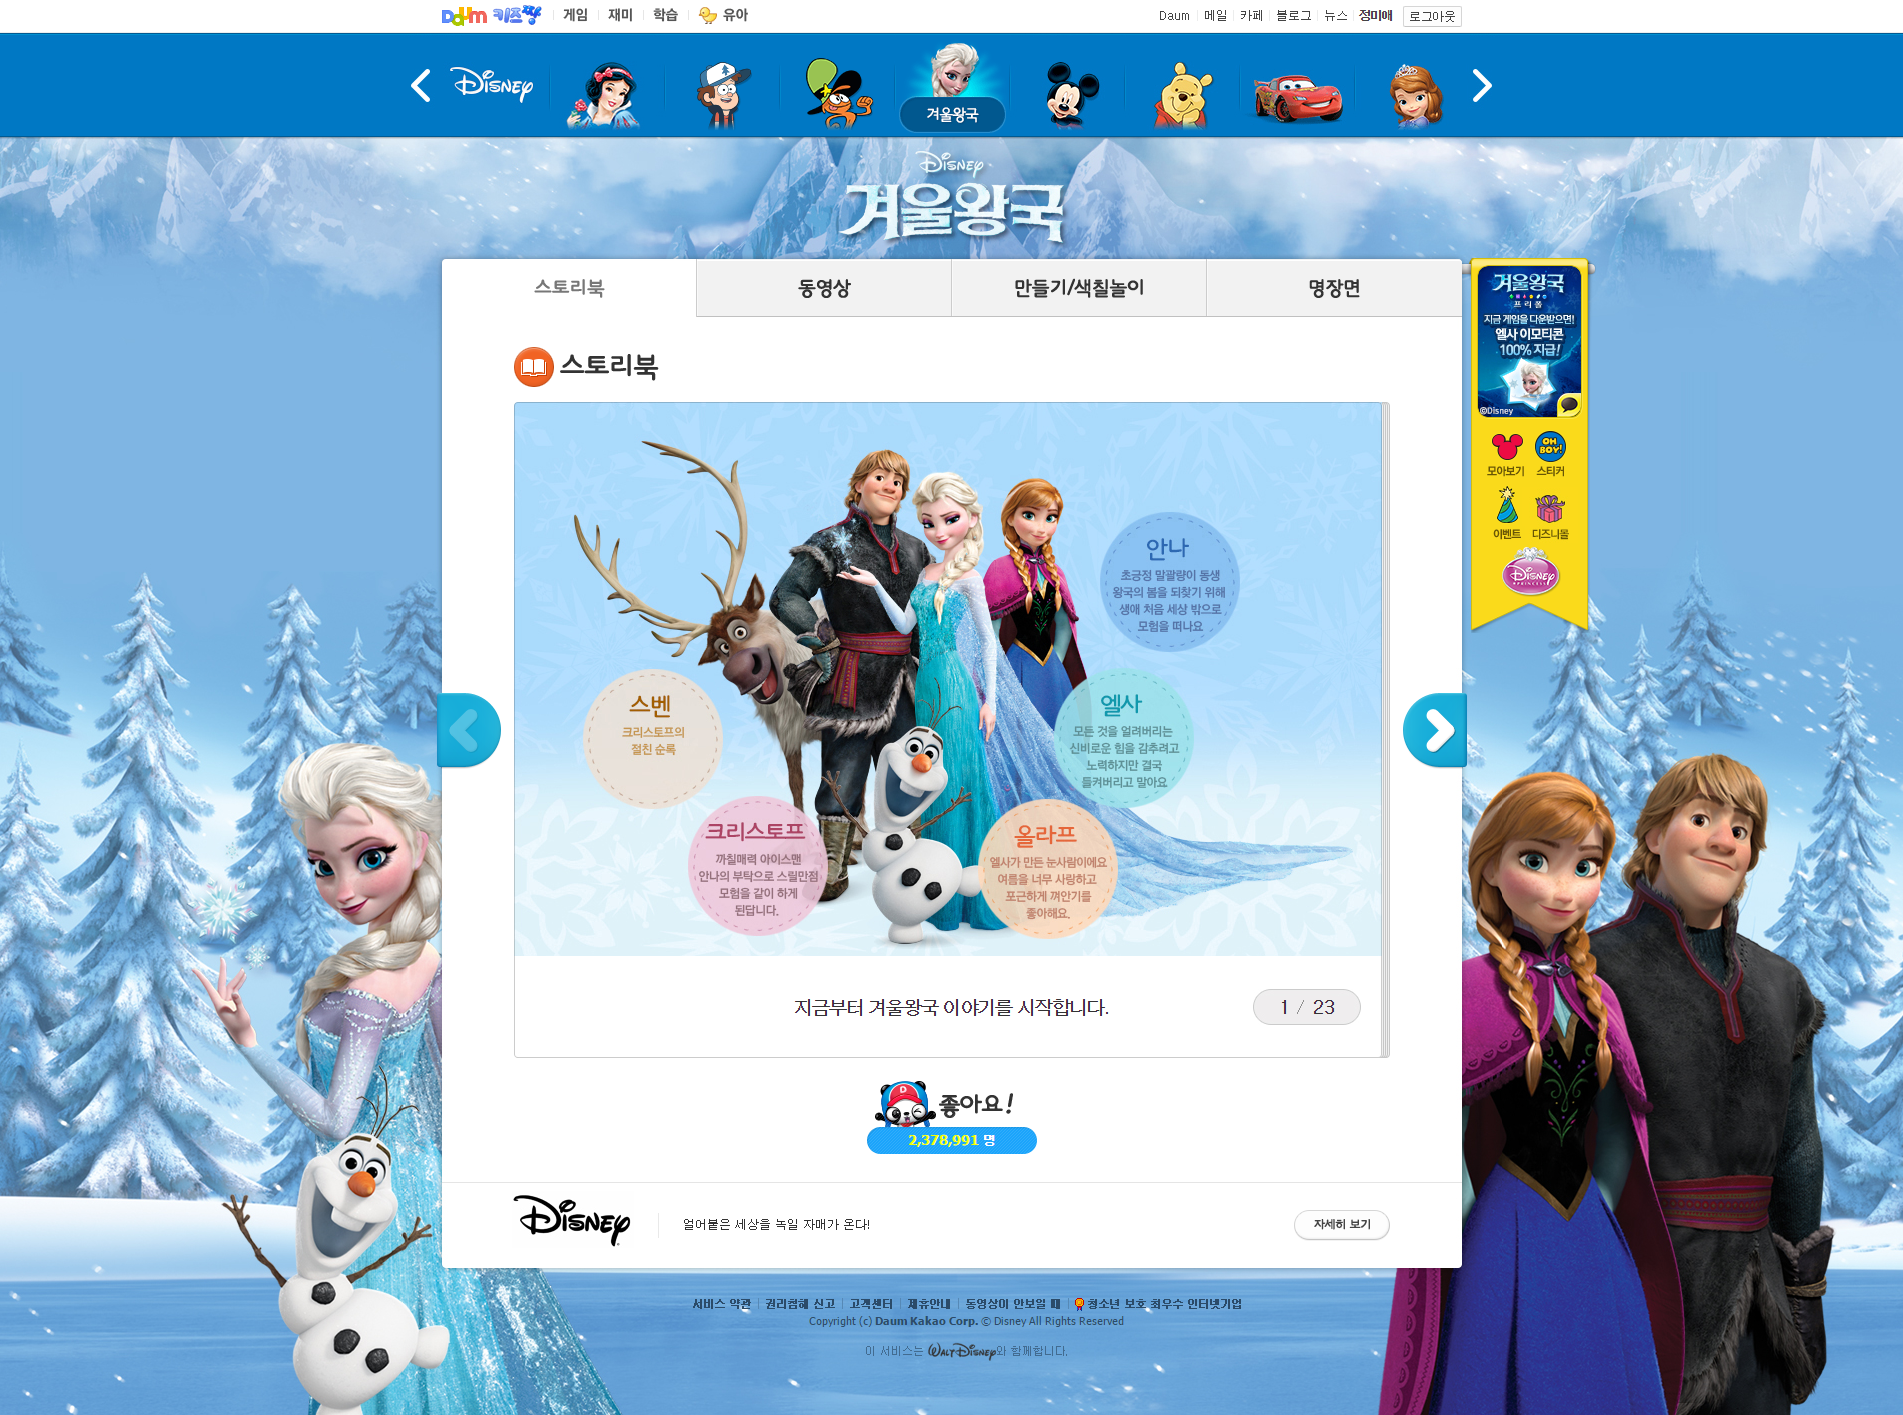 Daum 키즈짱 게임 재미 학습 유아
Daum 메일 카페 블로그 뉴스 정미애 로그아웃
Disney
겨울왕국
Disney
겨울왕국
스토리북 동영상 만들기/색칠놀이 명장면
스토리북
안나
초긍정 말괄량이 동생
왕국의 봄을 되찾기 위해
생애 처음 세상 밖으로
모험을 떠나요
스벤
크리스토프의
절친 순록
엘사
모든 것을 얼려버리는
신비로운 힘을 감추려고
노력하지만 결국
들켜버리고 말아요
크리스토프
까칠매력 아이스맨
안나의 부탁으로 스릴만점
모험을 같이 하게
된답니다.
올라프
엘사가 만든 눈사람이에요
여름을 너무 사랑하고
포근하게 껴안기를
좋아해요.
지금부터 겨울왕국 이야기를 시작합니다.
1 / 23
D
좋아요!
2,378,991 명
Disney
얼어붙은 세상을 녹일 자매가 온다!
자세히 보기
겨울왕국
프리폴
지금 게임을 다운받으면!
엘사 이모티콘
100% 지급!
©Disney
OH BOY!
모아보기 스티커
이벤트 디즈니몰
Disney
PRINCESS
서비스 약관 권리침해 신고 고객센터 제휴안내 동영상이 안보일 때 청소년 보호 최우수 인터넷기업
Copyright (c) Daum Kakao Corp. © Disney All Rights Reserved
이 서비스는 Walt Disney와 함께합니다.